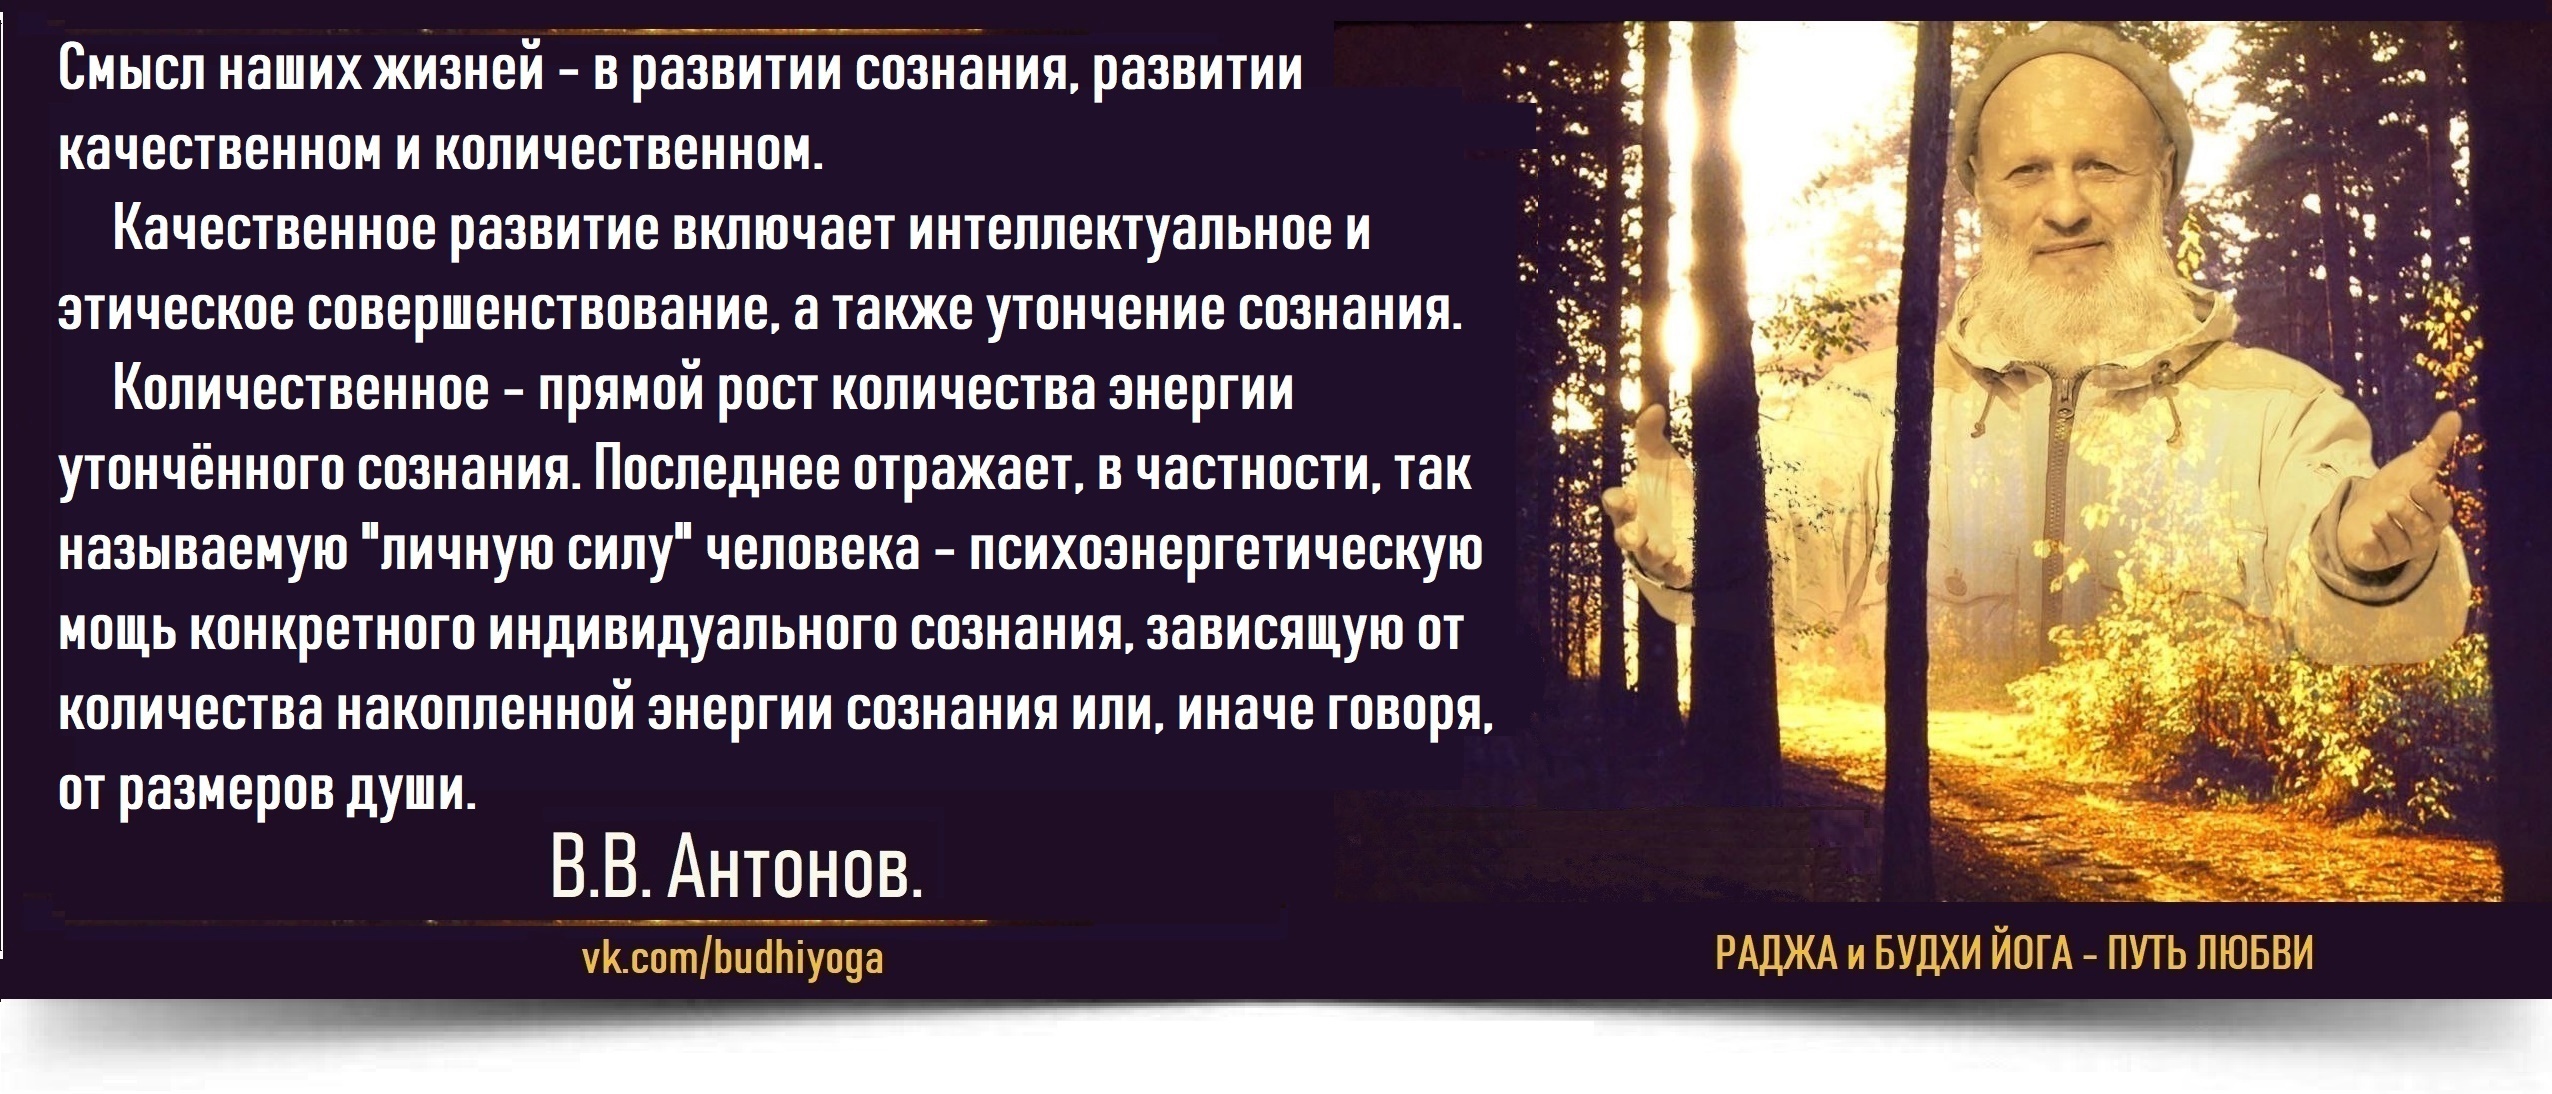 Смысл наших жизней - в развитии сознания, развитии
качественном и количественном.
Качественное развитие включает интеллектуальное и
этическое совершенствование, а также утончение сознания.
Количественное - прямой рост количества энергии
утончённого сознания. Последнее отражает, в частности, так
называемую "личную силу" человека - психоэнергетическую
мощь конкретного индивидуального сознания, зависящую от
количества накопленной энергии сознания или, иначе говоря,
от размеров души.
В.В. Антонов.
vk.com/budhiyoga
РАДЖА и БУДХИ ЙОГА - ПУТЬ ЛЮБВИ